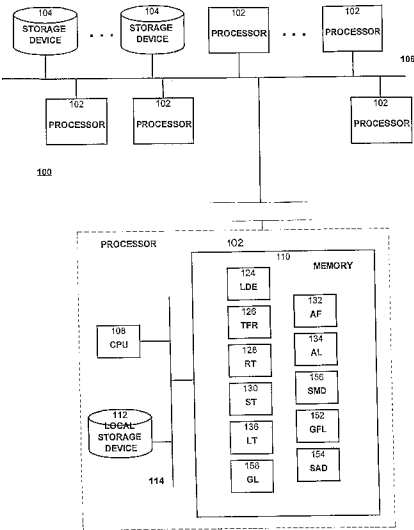 104
STORAGE
DEVICE
104
STORAGE
DEVICE
102
PROCESSOR
102
PROCESSOR
106
102
PROCESSOR
102
PROCESSOR
102
PROCESSOR
100
PROCESSOR
102
110
MEMORY
124
LDE
126
TFR
128
RT
130
ST
136
LT
158
GL
132
AF
134
AL
156
SMD
152
GFL
154
SAD
108
CPU
112
LOCAL
STORAGE
DEVICE
114